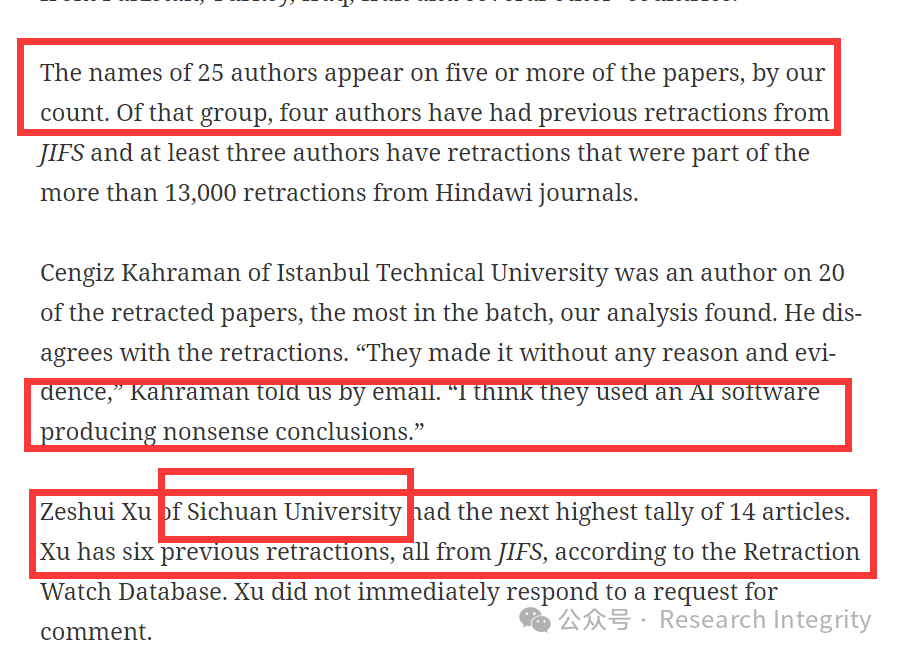 The names of 25 authors appear on five or more of the papers, by our
count. Of that group, four authors have had previous retractions from
JIFS and at least three authors have retractions that were part of the
more than 13,000 retractions from Hindawi journals.
Cengiz Kahraman of Istanbul Technical University was an author on 20
of the retracted papers, the most in the batch, our analysis found. He dis-
agrees with the retractions. “They made it without any reason and evi-
dence,” Kahraman told us by email. “I think they used an AI software
producing nonsense conclusions.”
Zeshui Xu of Sichuan University had the next highest tally of 14 articles.
Xu has six previous retractions, all from JIFS, according to the Retraction
Watch Database. Xu did not immediately respond to a request for
comment.
公众号 · Research Integrity